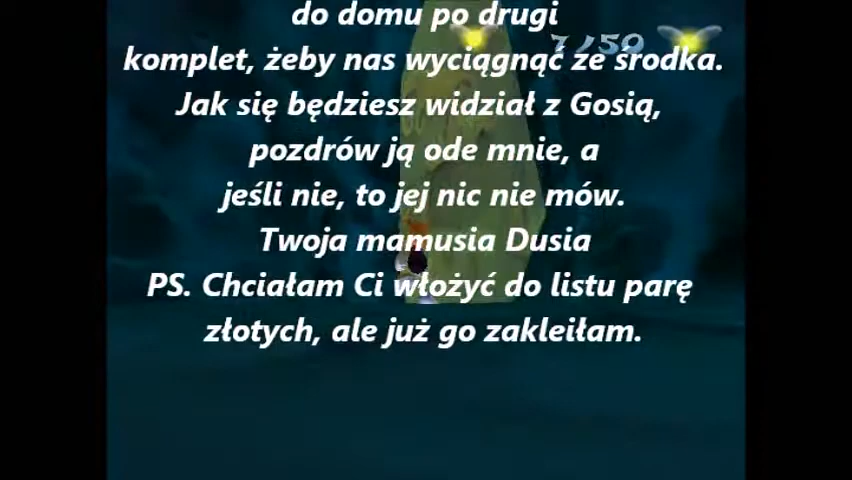 do domu po drugi
7/50
komplet, żeby nas wyciągnąć ze środka.
Jak się będziesz widział z Gosią,
pozdrów ją ode mnie, a
jeśli nie, to jej nic nie mów.
Twoja mamusia Dusia
PS. Chciałam Ci włożyć do listu parę
złotych, ale już go zakleiłam.